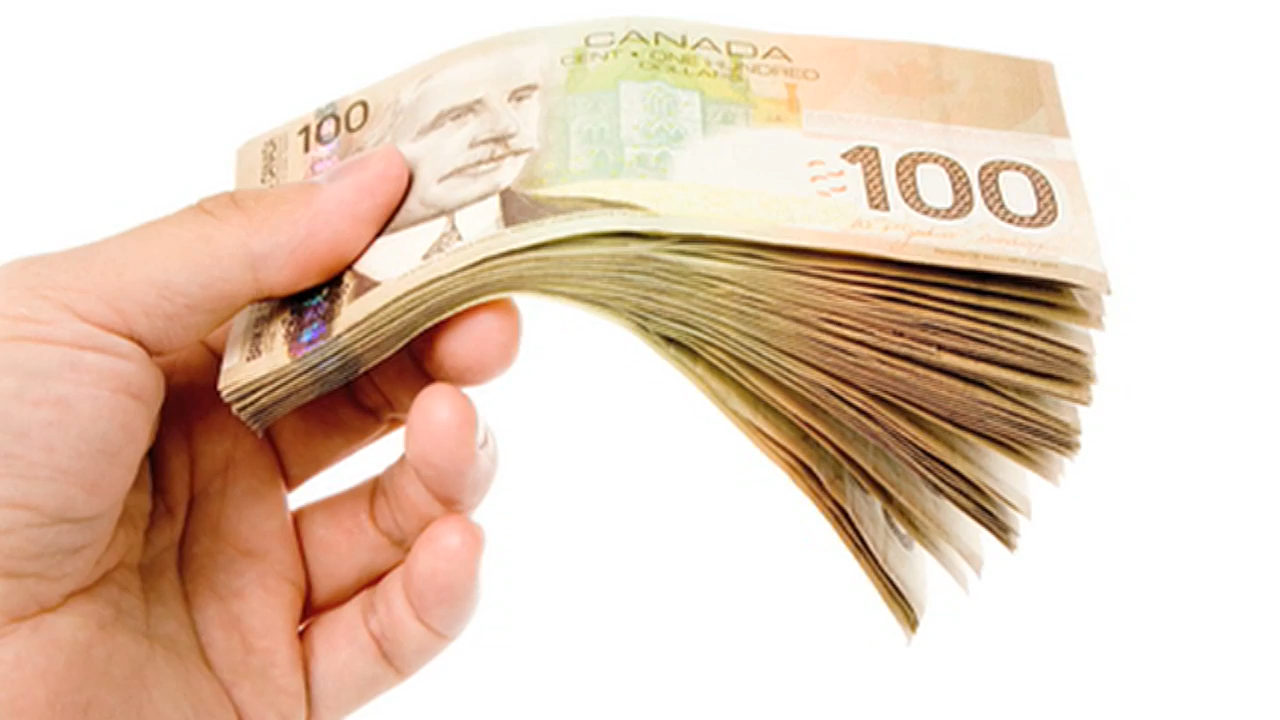 CANADA
CENT • ONE HUNDRED
DOLLARS
100
100